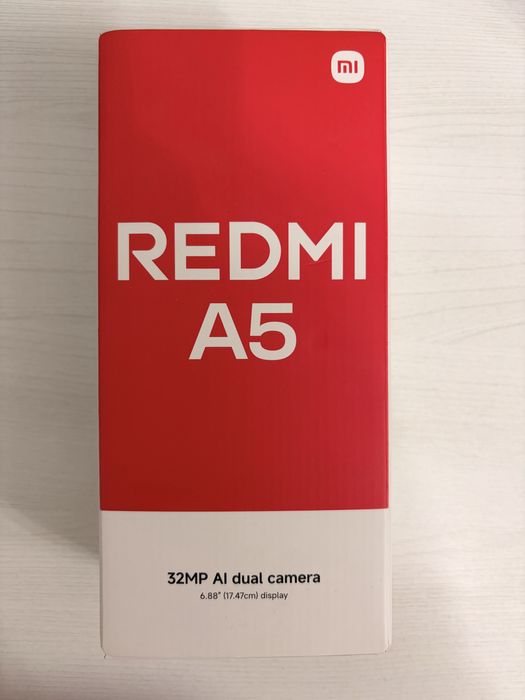 mi
REDMI
A5
32MP AI dual camera
6.88" (17.47cm) display